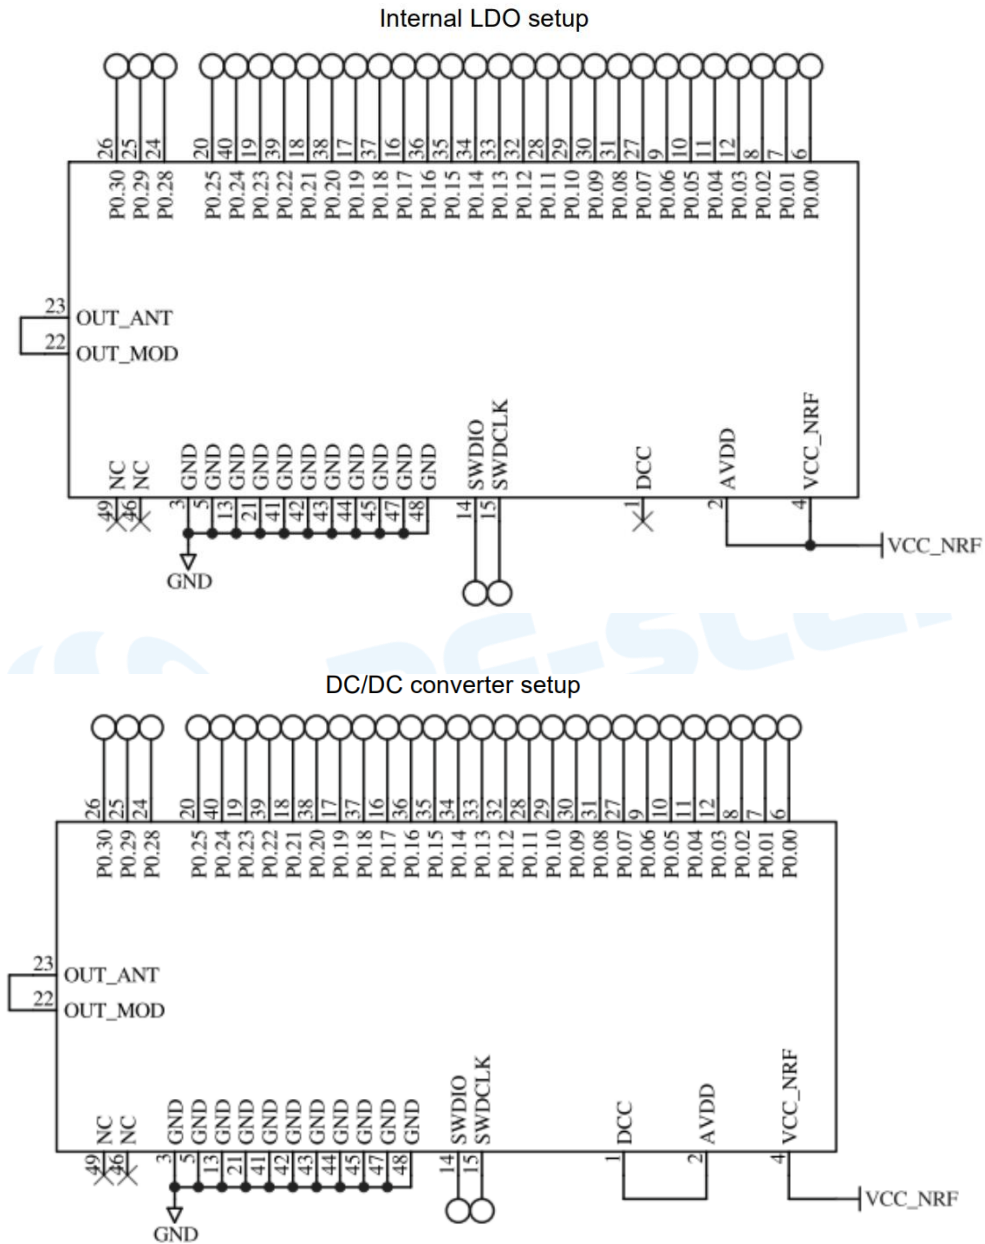 Internal LDO setup
26 25 24 20 40 19 39 18 38 17 37 16 36 35 34 33 32 28 29 30 31 27 9 10 11 12 8 7 6
P0.30 P0.29 P0.28 P0.25 P0.24 P0.23 P0.22 P0.21 P0.20 P0.19 P0.18 P0.17 P0.16 P0.15 P0.14 P0.13 P0.12 P0.11 P0.10 P0.09 P0.08 P0.07 P0.06 P0.05 P0.04 P0.03 P0.02 P0.01 P0.00
23 OUT_ANT
22 OUT_MOD
NC NC GND GND GND GND GND GND GND GND GND GND GND SWDIO SWDCLK DCC AVDD VCC_NRF
49 46 3 5 13 21 41 42 43 44 45 47 48 14 15 1 2 4
VCC_NRF
GND
DC/DC converter setup
26 25 24 20 40 19 39 18 38 17 37 16 36 35 34 33 32 28 29 30 31 27 9 10 11 12 8 7 6
P0.30 P0.29 P0.28 P0.25 P0.24 P0.23 P0.22 P0.21 P0.20 P0.19 P0.18 P0.17 P0.16 P0.15 P0.14 P0.13 P0.12 P0.11 P0.10 P0.09 P0.08 P0.07 P0.06 P0.05 P0.04 P0.03 P0.02 P0.01 P0.00
23 OUT_ANT
22 OUT_MOD
NC NC GND GND GND GND GND GND GND GND GND GND GND SWDIO SWDCLK DCC AVDD VCC_NRF
49 46 3 5 13 21 41 42 43 44 45 47 48 14 15 1 2 4
VCC_NRF
GND